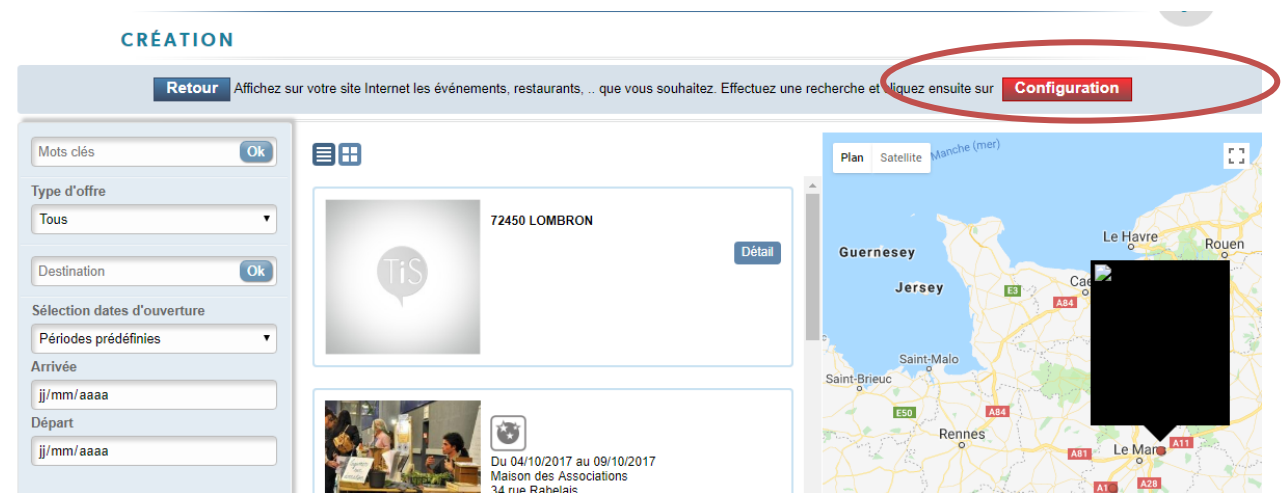 CRÉATION
Retour Affichez sur votre site Internet les événements, restaurants, .. que vous souhaitez. Effectuez une recherche et cliquez ensuite sur Configuration
Mots clés Ok
Type d'offre
Tous
Destination Ok
Sélection dates d'ouverture
Périodes prédéfinies
Arrivée
jj/mm/aaaa
Départ
jj/mm/aaaa
TiS
72450 LOMBRON
Détail
Du 04/10/2017 au 09/10/2017
Maison des Associations
34 rue Rabelais
Plan Satellite
Manche (mer)
Le Havre
Rouen
Guernesey
Jersey
E3
A84
Saint-Malo
Saint-Brieuc
E50
A84
Rennes
A81
Le Mans
A11
A28